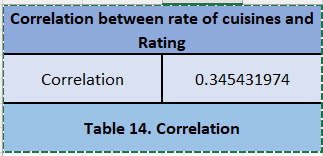 Correlation between rate of cuisines and
Rating
Correlation 0.345431974
Table 14. Correlation